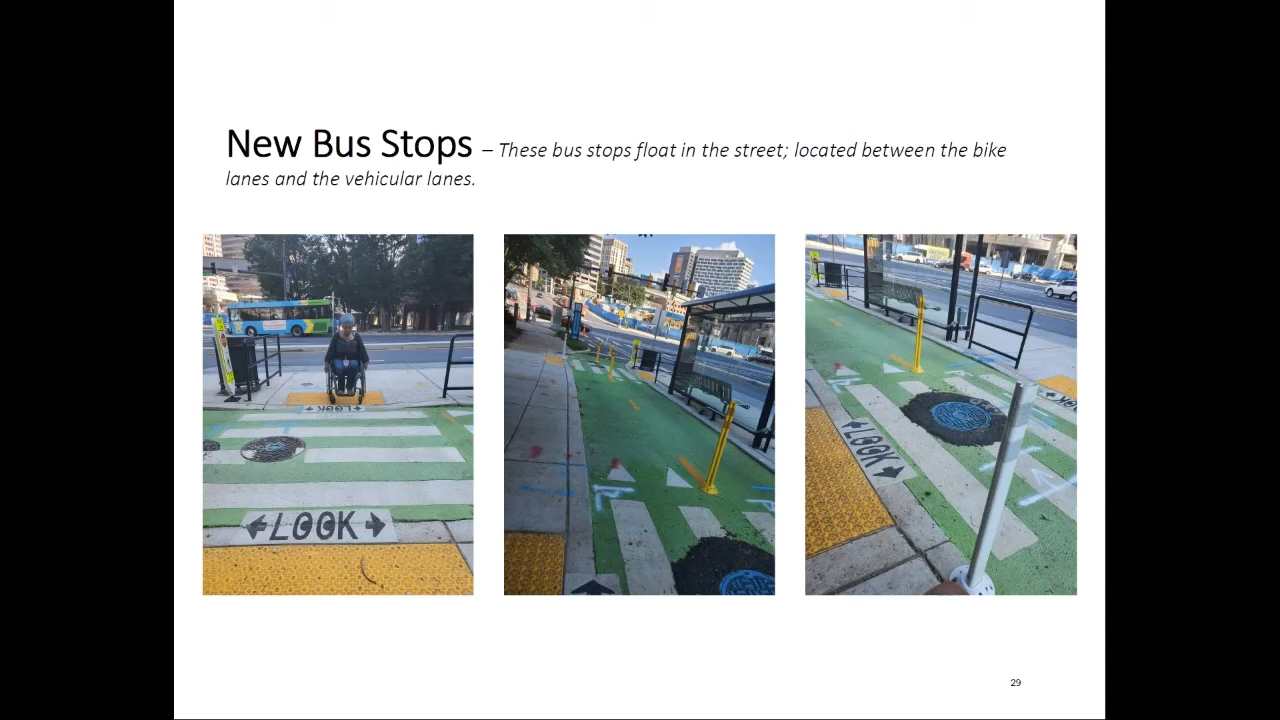 New Bus Stops – These bus stops float in the street; located between the bike
lanes and the vehicular lanes.
LOOK
LOOK
LOOK
29